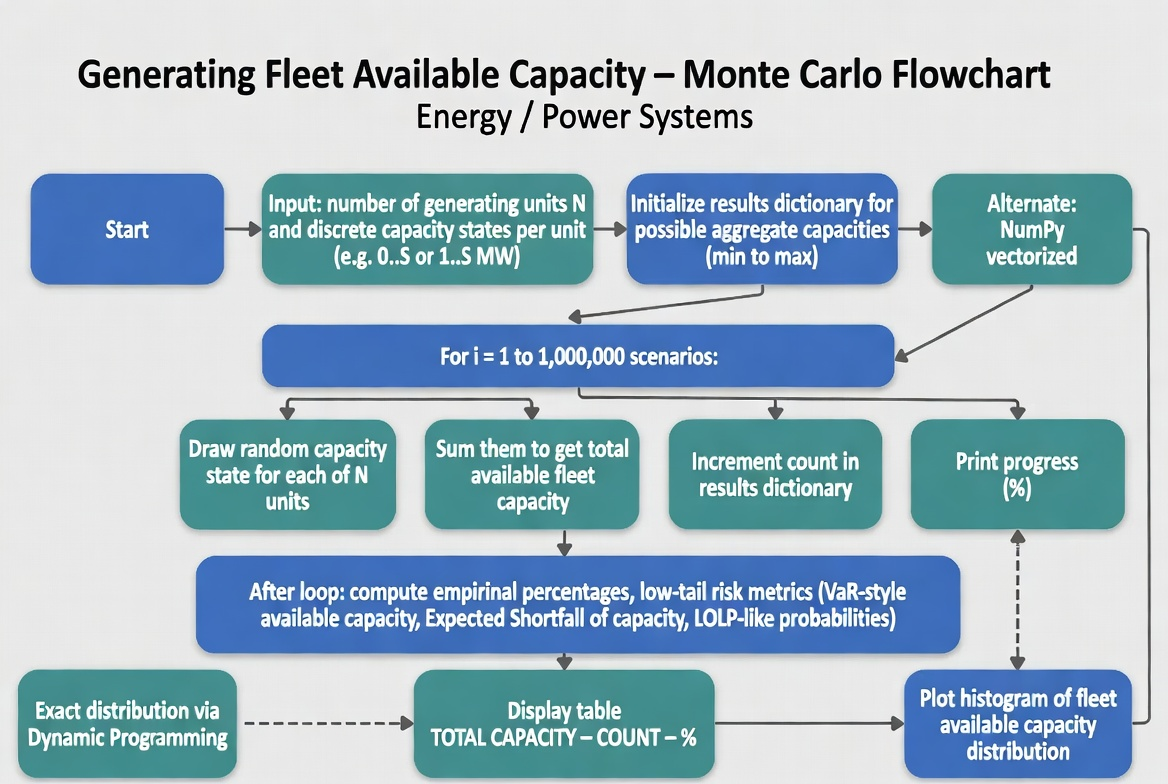 Generating Fleet Available Capacity – Monte Carlo Flowchart
Energy / Power Systems
Start
Input: number of generating units N
and discrete capacity states per unit
(e.g. 0..S or 1..S MW)
Initialize results dictionary for
possible aggregate capacities
(min to max)
Alternate:
NumPy
vectorized
For i = 1 to 1,000,000 scenarios:
Draw random capacity
state for each of N
units
Sum them to get total
available fleet
capacity
Increment count in
results dictionary
Print progress
(%)
After loop: compute empirinal percentages, low-tail risk metrics (VaR-style
available capacity, Expected Shortfall of capacity, LOLP-like probabilities)
Exact distribution via
Dynamic Programming
Display table
TOTAL CAPACITY – COUNT – %
Plot histogram of fleet
available capacity
distribution